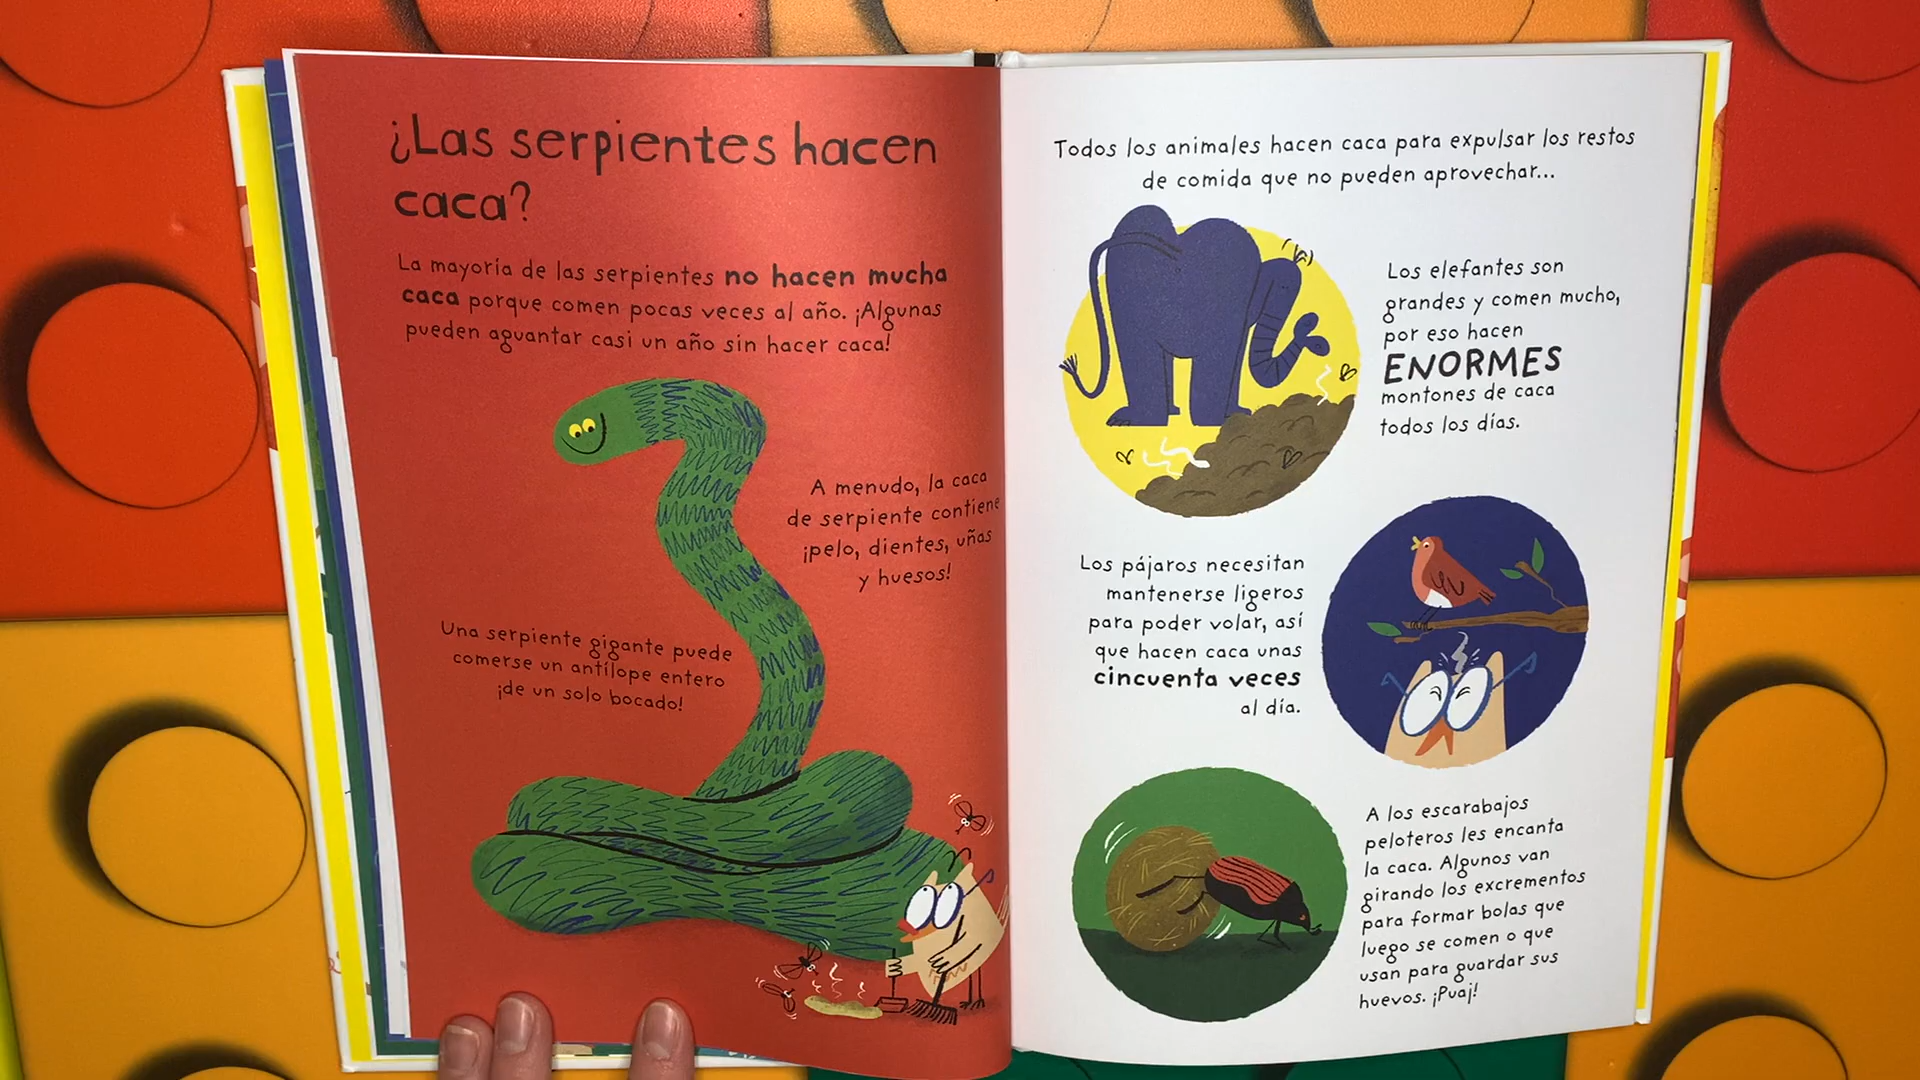 ¿Las serpientes hacen
caca?
La mayoría de las serpientes no hacen mucha
caca porque comen pocas veces al año. ¡Algunas
pueden aguantar casi un año sin hacer caca!
A menudo, la caca
de serpiente contiene
¡pelo, dientes, uñas
y huesos!
Una serpiente gigante puede
comerse un antílope entero
¡de un solo bocado!
Todos los animales hacen caca para expulsar los restos
de comida que no pueden aprovechar...
Los elefantes son
grandes y comen mucho,
por eso hacen
ENORMES
montones de caca
todos los días.
Los pájaros necesitan
mantenerse ligeros
para poder volar, así
que hacen caca unas
cincuenta veces
al día.
A los escarabajos
peloteros les encanta
la caca. Algunos van
girando los excrementos
para formar bolas que
luego se comen o que
usan para guardar sus
huevos. ¡Puaj!